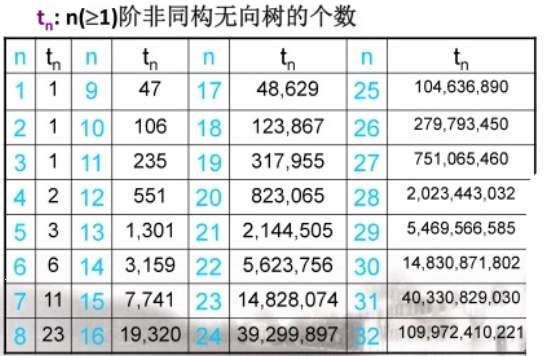 tn: n(≥1)阶非同构无向树的个数
n tn n tn n tn n tn
1 1 9 47 17 48,629 25 104,636,890
2 1 10 106 18 123,867 26 279,793,450
3 1 11 235 19 317,955 27 751,065,460
4 2 12 551 20 823,065 28 2,023,443,032
5 3 13 1,301 21 2,144,505 29 5,469,566,585
6 6 14 3,159 22 5,623,756 30 14,830,871,802
7 11 15 7,741 23 14,828,074 31 40,330,829,030
8 23 16 19,320 24 39,299,897 32 109,972,410,221